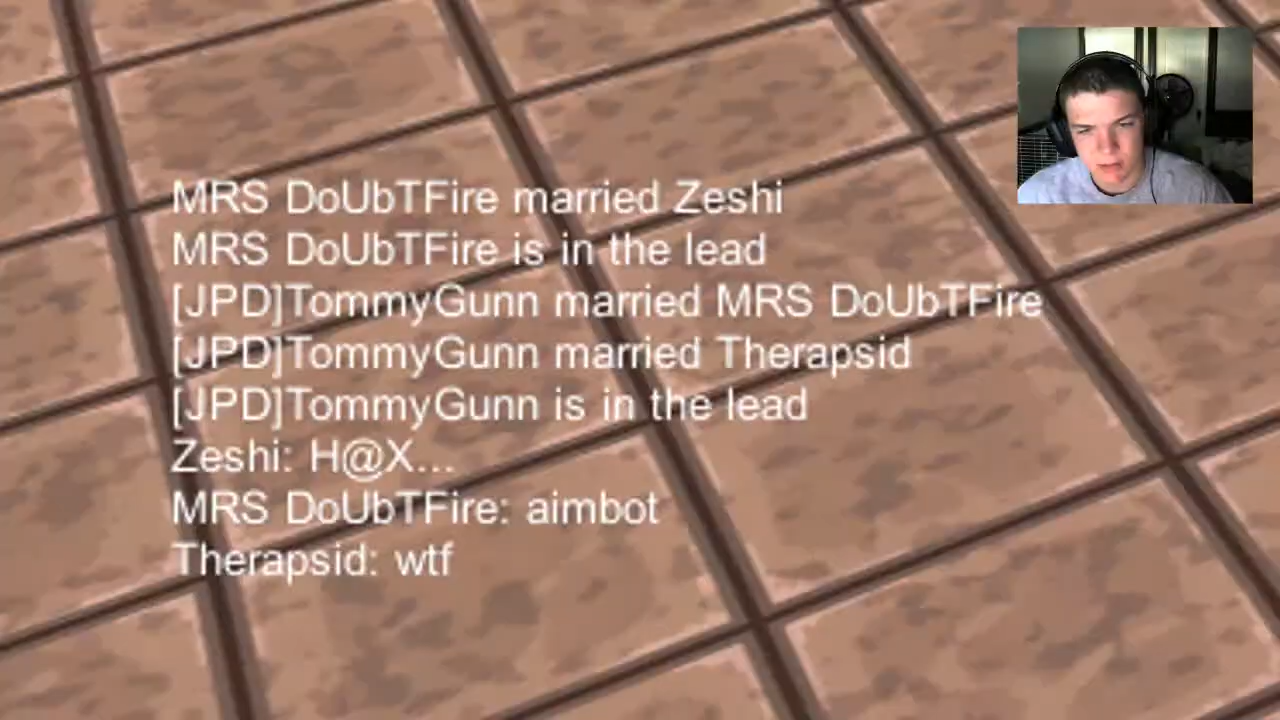 MRS DoUbTFire married Zeshi
MRS DoUbTFire is in the lead
[JPD]TommyGunn married MRS DoUbTFire
[JPD]TommyGunn married Therapsid
[JPD]TommyGunn is in the lead
Zeshi: H@X...
MRS DoUbTFire: aimbot
Therapsid: wtf